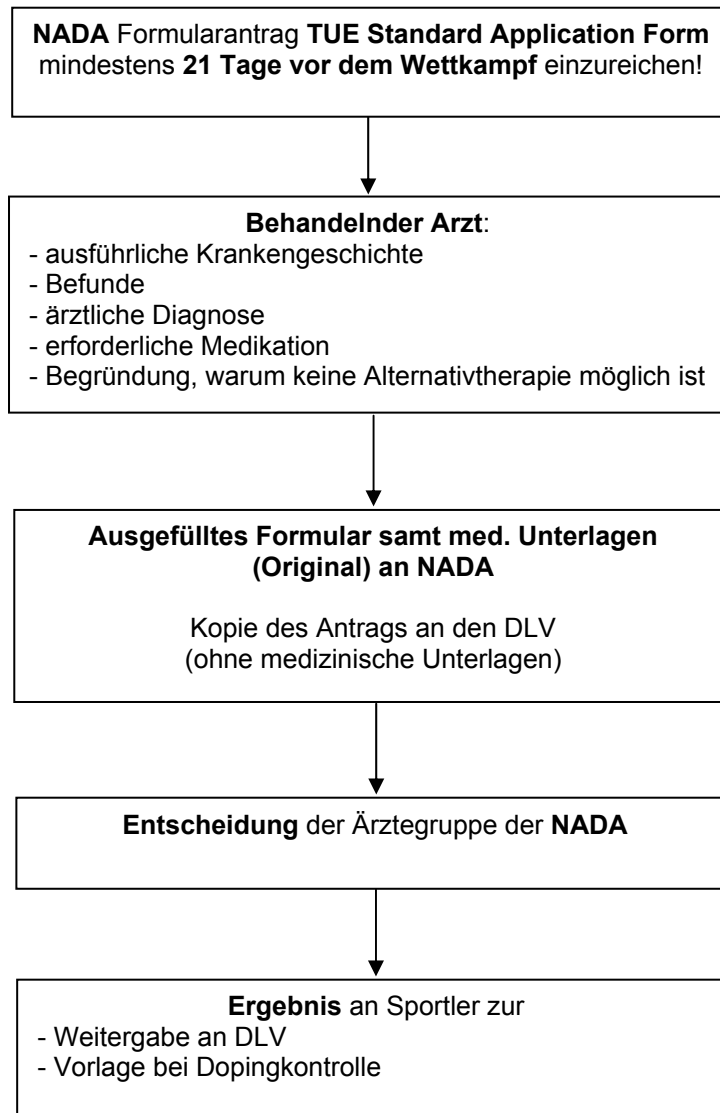 NADA Formularantrag TUE Standard Application Form
mindestens 21 Tage vor dem Wettkampf einzureichen!
Behandelnder Arzt:
- ausführliche Krankengeschichte
- Befunde
- ärztliche Diagnose
- erforderliche Medikation
- Begründung, warum keine Alternativtherapie möglich ist
Ausgefülltes Formular samt med. Unterlagen
(Original) an NADA
Kopie des Antrags an den DLV
(ohne medizinische Unterlagen)
Entscheidung der Ärztegruppe der NADA
Ergebnis an Sportler zur
- Weitergabe an DLV
- Vorlage bei Dopingkontrolle